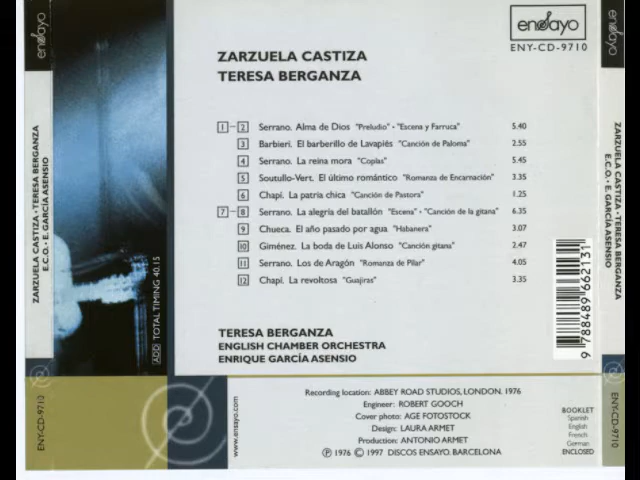 ensayo
ensayo
ENY-CD-9710
ensayo
ZARZUELA CASTIZA
TERESA BERGANZA
1 - 2 Serrano. Alma de Dios "Preludio" · "Escena y Farruca" 5.40
3 Barbieri. El barberillo de Lavapiés "Canción de Paloma" 2.55
4 Serrano. La reina mora "Coplas" 5.45
5 Soutullo-Vert. El último romántico "Romanza de Encarnación" 3.35
6 Chapí. La patria chica "Canción de Pastora" 1.25
7 - 8 Serrano. La alegría del batallón "Escena" · "Canción de la gitana" 6.35
9 Chueca. El año pasado por agua "Habanera" 3.07
10 Giménez. La boda de Luis Alonso "Canción gitana" 2.47
11 Serrano. Los de Aragón "Romanza de Pilar" 4.05
12 Chapí. La revoltosa "Guajiras" 3.35
TERESA BERGANZA
ENGLISH CHAMBER ORCHESTRA
ENRIQUE GARCÍA ASENSIO
Recording location: ABBEY ROAD STUDIOS, LONDON, 1976
Engineer: ROBERT GOOCH
Cover photo: AGE FOTOSTOCK
Design: LAURA ARMET
Production: ANTONIO ARMET
Ⓟ 1976 © 1997 DISCOS ENSAYO, BARCELONA
BOOKLET
Spanish
English
French
German
ENCLOSED
www.ensayo.com
ADD TOTAL TIMING 40.15
9 788489 662131
ZARZUELA CASTIZA · TERESA BERGANZA
E.C.O. · E. GARCÍA ASENSIO
ENY-CD-9710
ZARZUELA CASTIZA · TERESA BERGANZA
E.C.O. · E. GARCÍA ASENSIO
ENY-CD-9710